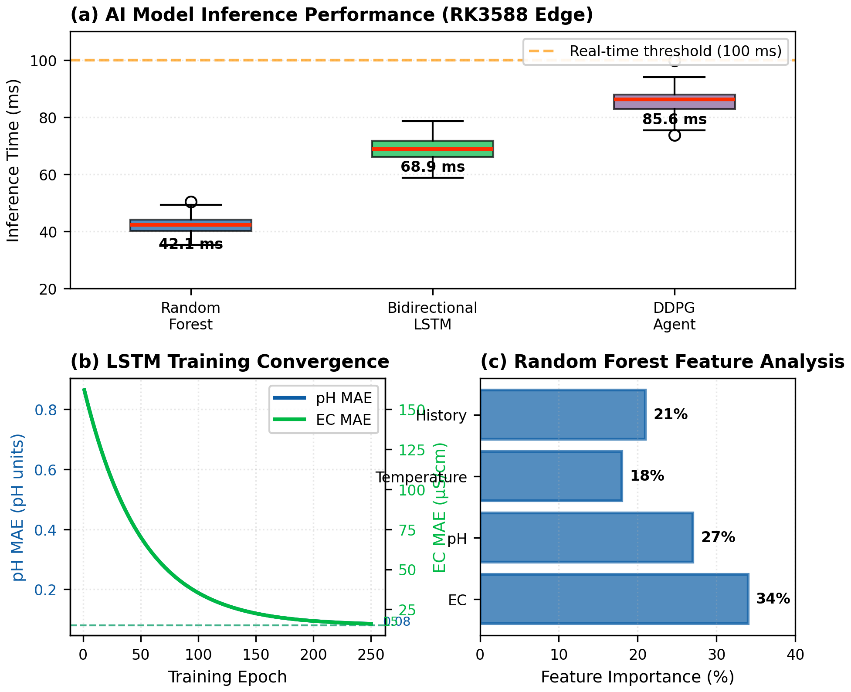 (a) AI Model Inference Performance (RK3588 Edge)
Inference Time (ms)
100
80
60
40
20
Real-time threshold (100 ms)
42.1 ms
68.9 ms
85.6 ms
Random
Forest
Bidirectional
LSTM
DDPG
Agent
(b) LSTM Training Convergence
pH MAE (pH units)
0.8
0.6
0.4
0.2
pH MAE
EC MAE
150
125
100
75
50
25
EC MAE (μS/cm)
0
50
100
150
200
250
Training Epoch
(c) Random Forest Feature Analysis
History
Temperature
pH
EC
21%
18%
27%
34%
0
10
20
30
40
Feature Importance (%)